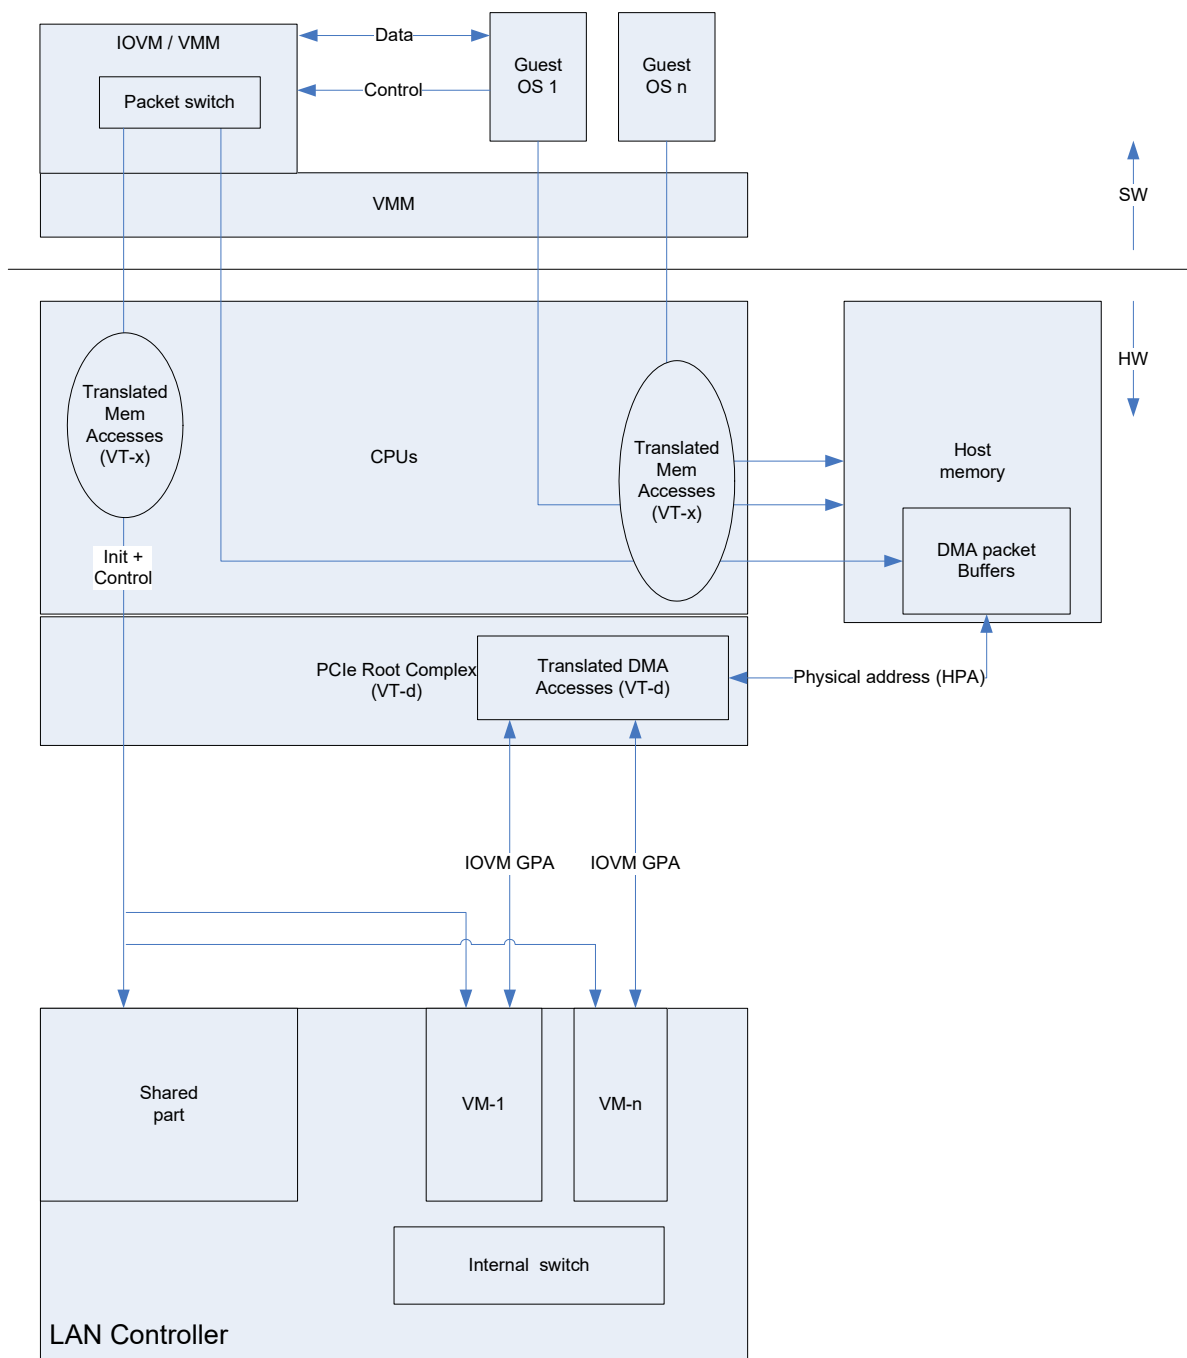 IOVM / VMM
Data
Guest
OS 1
Guest
OS n
Control
Packet switch
VMM
SW
HW
Translated
Mem
Accesses
(VT-x)
CPUs
Translated
Mem
Accesses
(VT-x)
Host
memory
Init +
Control
DMA packet
Buffers
PCIe Root Complex
(VT-d)
Translated DMA
Accesses (VT-d)
Physical address (HPA)
IOVM GPA
IOVM GPA
Shared
part
VM-1
VM-n
Internal switch
LAN Controller